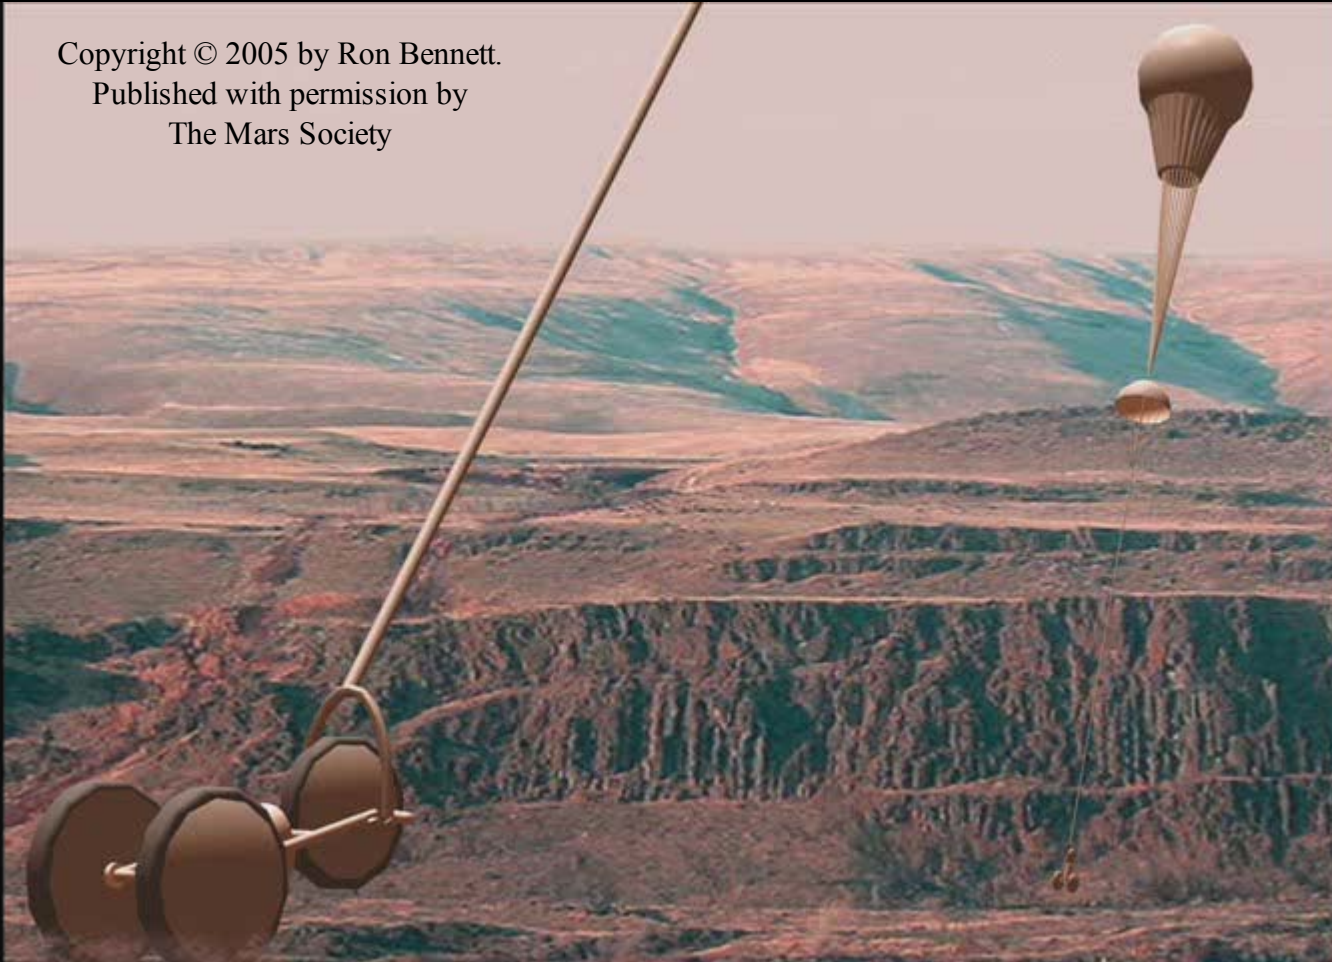 Copyright © 2005 by Ron Bennett.
Published with permission by
The Mars Society